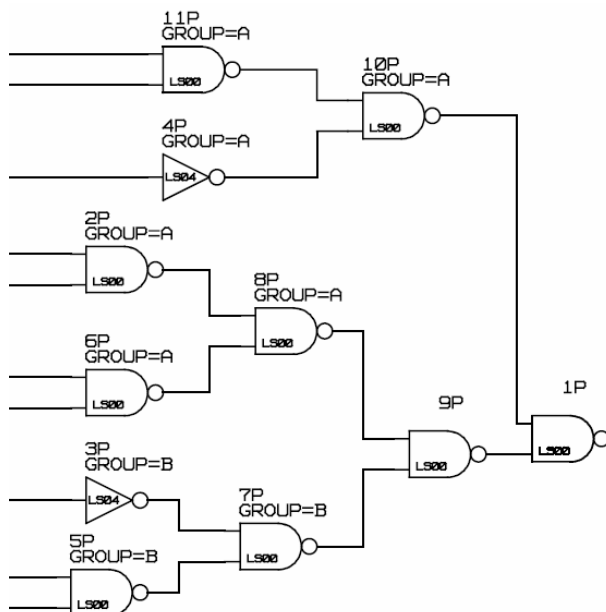 11P
GROUP=A
LS00
10P
GROUP=A
LS00
4P
GROUP=A
LS04
2P
GROUP=A
LS00
8P
GROUP=A
LS00
6P
GROUP=A
LS00
9P
LS00
1P
LS00
3P
GROUP=B
LS04
7P
GROUP=B
LS00
5P
GROUP=B
LS00